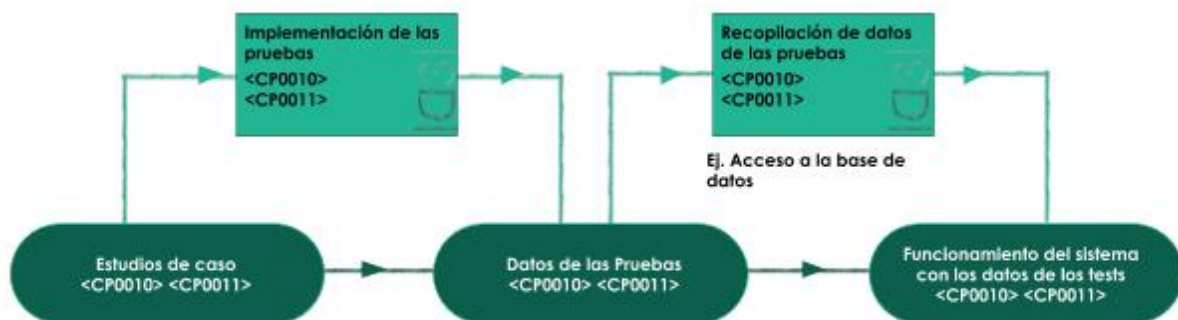 Implementación de las
pruebas
<CP0010>
<CP0011>
Recopilación de datos
de las pruebas
<CP0010>
<CP0011>
Ej. Acceso a la base de
datos
Estudios de caso
<CP0010> <CP0011>
Datos de las Pruebas
<CP0010> <CP0011>
Funcionamiento del sistema
con los datos de los tests
<CP0010> <CP0011>